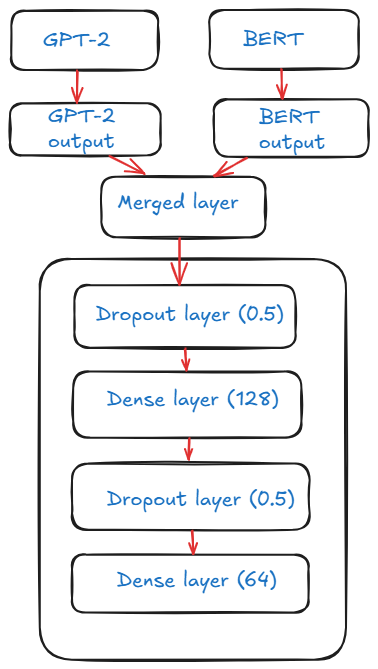 GPT-2
BERT
GPT-2
output
BERT
output
Merged layer
Dropout layer (0.5)
Dense layer (128)
Dropout layer (0.5)
Dense layer (64)